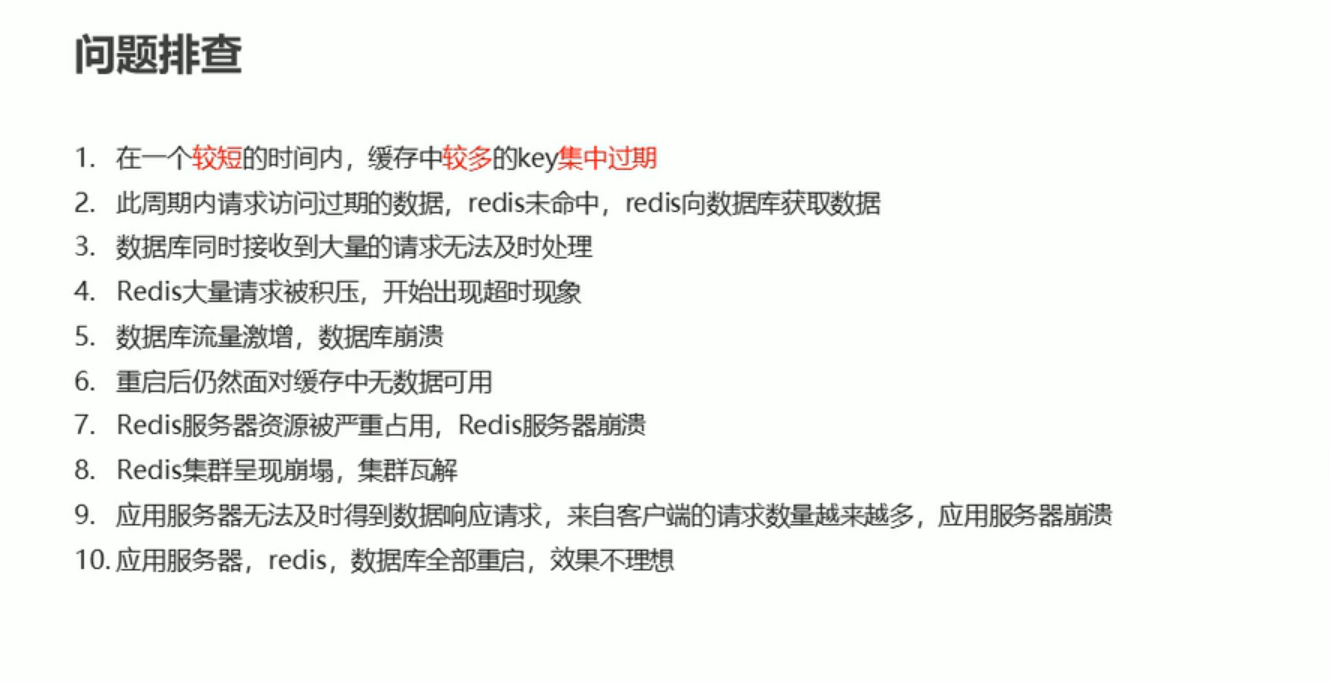 问题排查
1. 在一个较短的时间内，缓存中较多的key集中过期
2. 此周期内请求访问过期的数据，redis未命中，redis向数据库获取数据
3. 数据库同时接收到大量的请求无法及时处理
4. Redis大量请求被积压，开始出现超时现象
5. 数据库流量激增，数据库崩溃
6. 重启后仍然面对缓存中无数据可用
7. Redis服务器资源被严重占用，Redis服务器崩溃
8. Redis集群呈现崩塌，集群瓦解
9. 应用服务器无法及时得到数据响应请求，来自客户端的请求数量越来越多，应用服务器崩溃
10. 应用服务器，redis，数据库全部重启，效果不理想